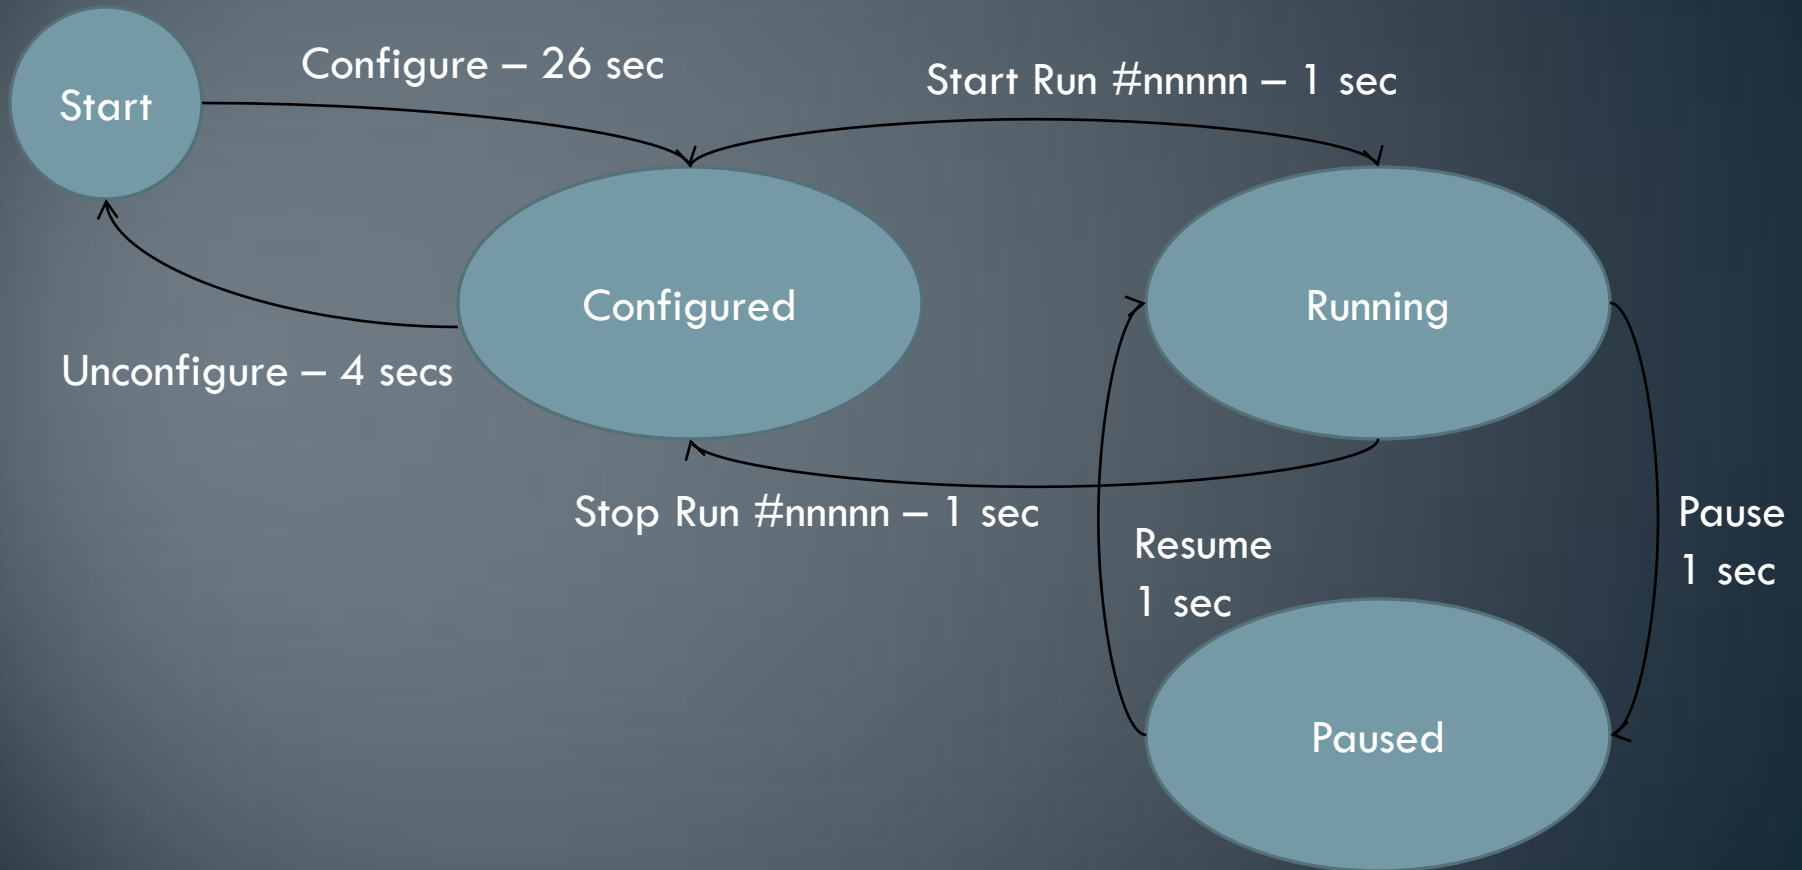 Configure – 26 sec
Start Run #nnnnn – 1 sec
Start
Configured
Running
Unconfigure – 4 secs
Stop Run #nnnnn – 1 sec
Resume
1 sec
Pause
1 sec
Paused